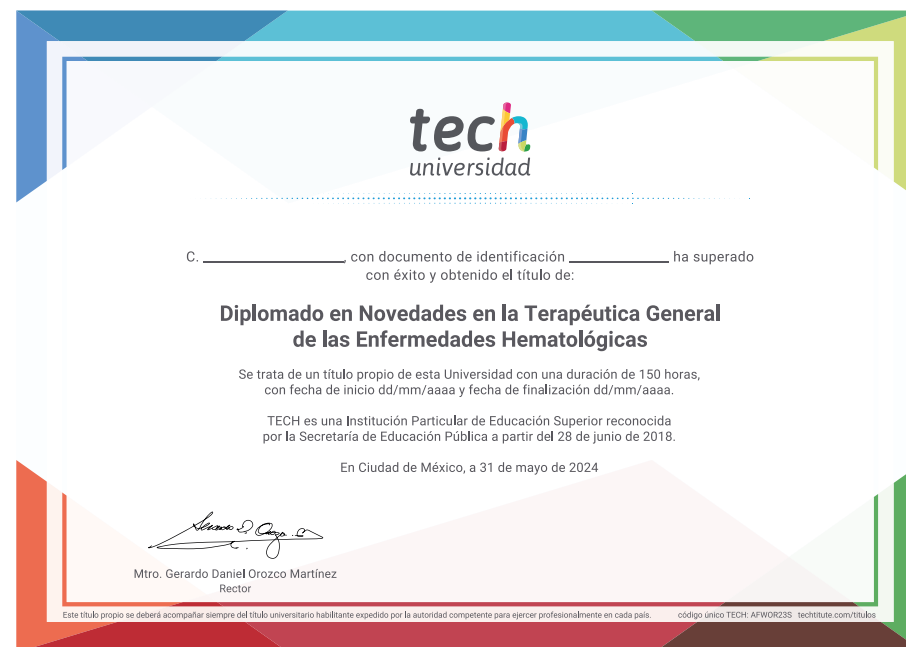 tech
universidad
C. ____________, con documento de identificación ____________ ha superado
con éxito y obtenido el título de:
Diplomado en Novedades en la Terapéutica General
de las Enfermedades Hematológicas
Se trata de un título propio de esta Universidad con una duración de 150 horas,
con fecha de inicio dd/mm/aaaa y fecha de finalización dd/mm/aaaa.
TECH es una Institución Particular de Educación Superior reconocida
por la Secretaría de Educación Pública a partir del 28 de junio de 2018.
En Ciudad de México, a 31 de mayo de 2024
Mtro. Gerardo Daniel Orozco Martínez
Rector
Este título propio se deberá acompañar siempre del título universitario habilitante expedido por la autoridad competente para ejercer profesionalmente en cada país. código único TECH: AFWOR23S techtitute.com/titulos